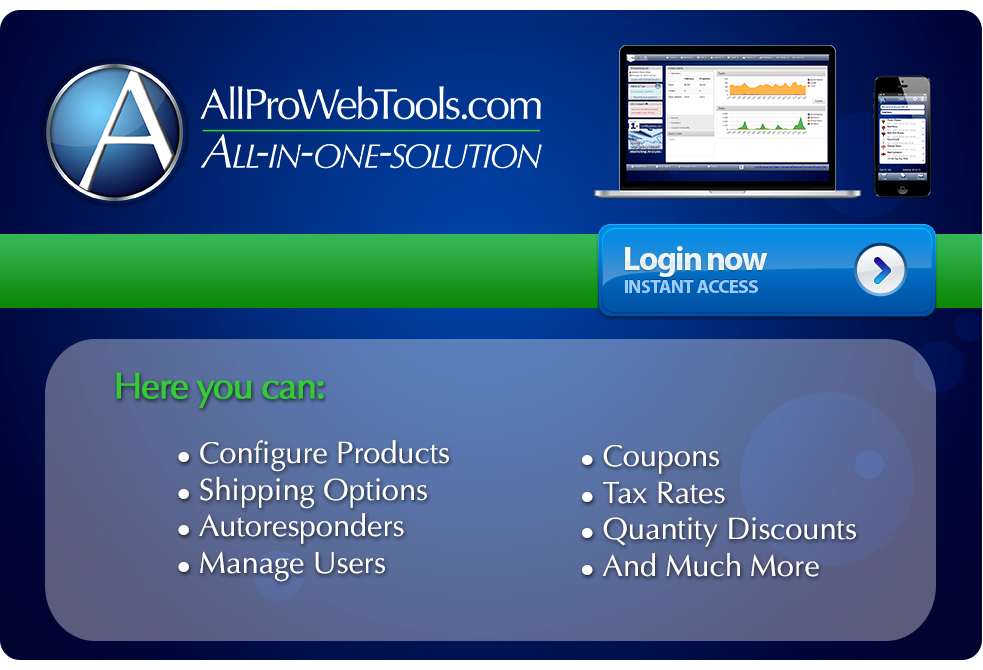 A
AllProWebTools.com
ALL-IN-ONE-SOLUTION
Login now
INSTANT ACCESS
Here you can:
• Configure Products
• Shipping Options
• Autoresponders
• Manage Users
• Coupons
• Tax Rates
• Quantity Discounts
• And Much More